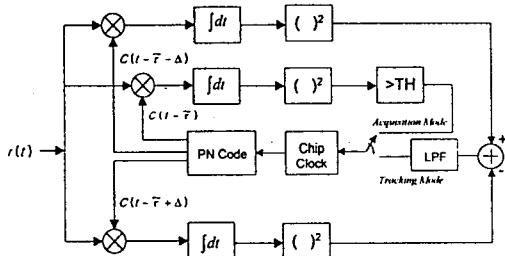 ∫dt
( )²
C(t - τ̄ - Δ)
∫dt
( )²
>TH
C(t - τ̄)
Acquisition Mode
+
r(t)
PN Code
Chip Clock
LPF
+
-
Tracking Mode
C(t - τ̄ + Δ)
∫dt
( )²